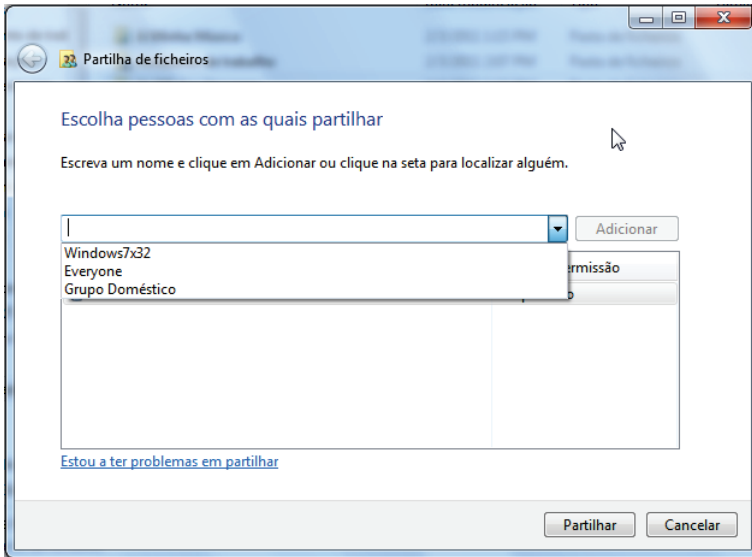 Partilha de ficheiros
Escolha pessoas com as quais partilhar
Escreva um nome e clique em Adicionar ou clique na seta para localizar alguém.
Adicionar
Windows7x32
Everyone
Grupo Doméstico
ermissão
o
Estou a ter problemas em partilhar
Partilhar Cancelar